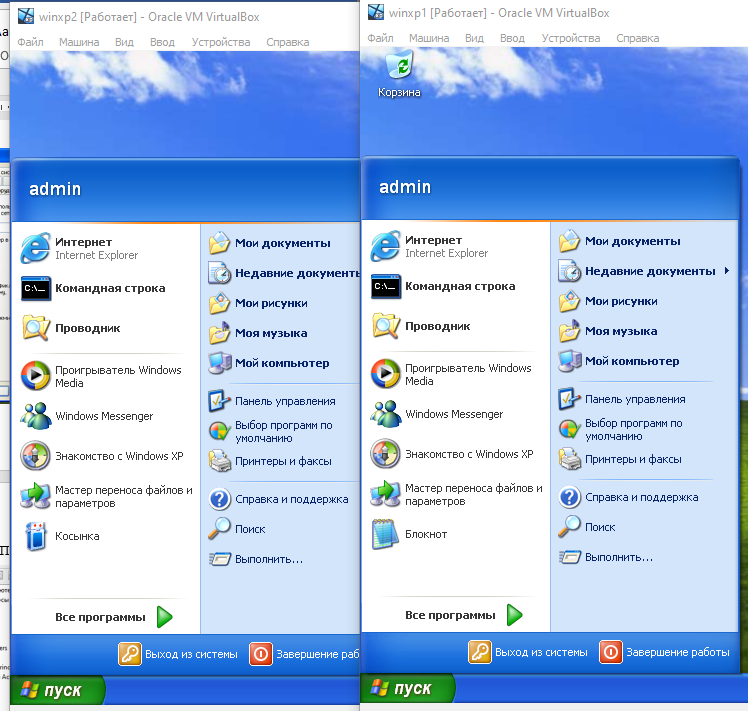 winxp2 [Работает] - Oracle VM VirtualBox
Файл Машина Вид Ввод Устройства Справка
admin
Интернет
Internet Explorer
Командная строка
Проводник
Проигрыватель Windows
Media
Windows Messenger
Знакомство с Windows XP
Мастер переноса файлов и
параметров
Косынка
Все программы
Мои документы
Недавние документы
Мои рисунки
Моя музыка
Мой компьютер
Панель управления
Выбор программ по
умолчанию
Принтеры и факсы
Справка и поддержка
Поиск
Выполнить...
Выход из системы
Завершение раб
пуск
winxp1 [Работает] - Oracle VM VirtualBox
Файл Машина Вид Ввод Устройства Справка
Корзина
admin
Интернет
Internet Explorer
Командная строка
Проводник
Проигрыватель Windows
Media
Windows Messenger
Знакомство с Windows XP
Мастер переноса файлов и
параметров
Блокнот
Все программы
Мои документы
Недавние документы
Мои рисунки
Моя музыка
Мой компьютер
Панель управления
Выбор программ по
умолчанию
Принтеры и факсы
Справка и поддержка
Поиск
Выполнить...
Выход из системы
Завершение работы
пуск